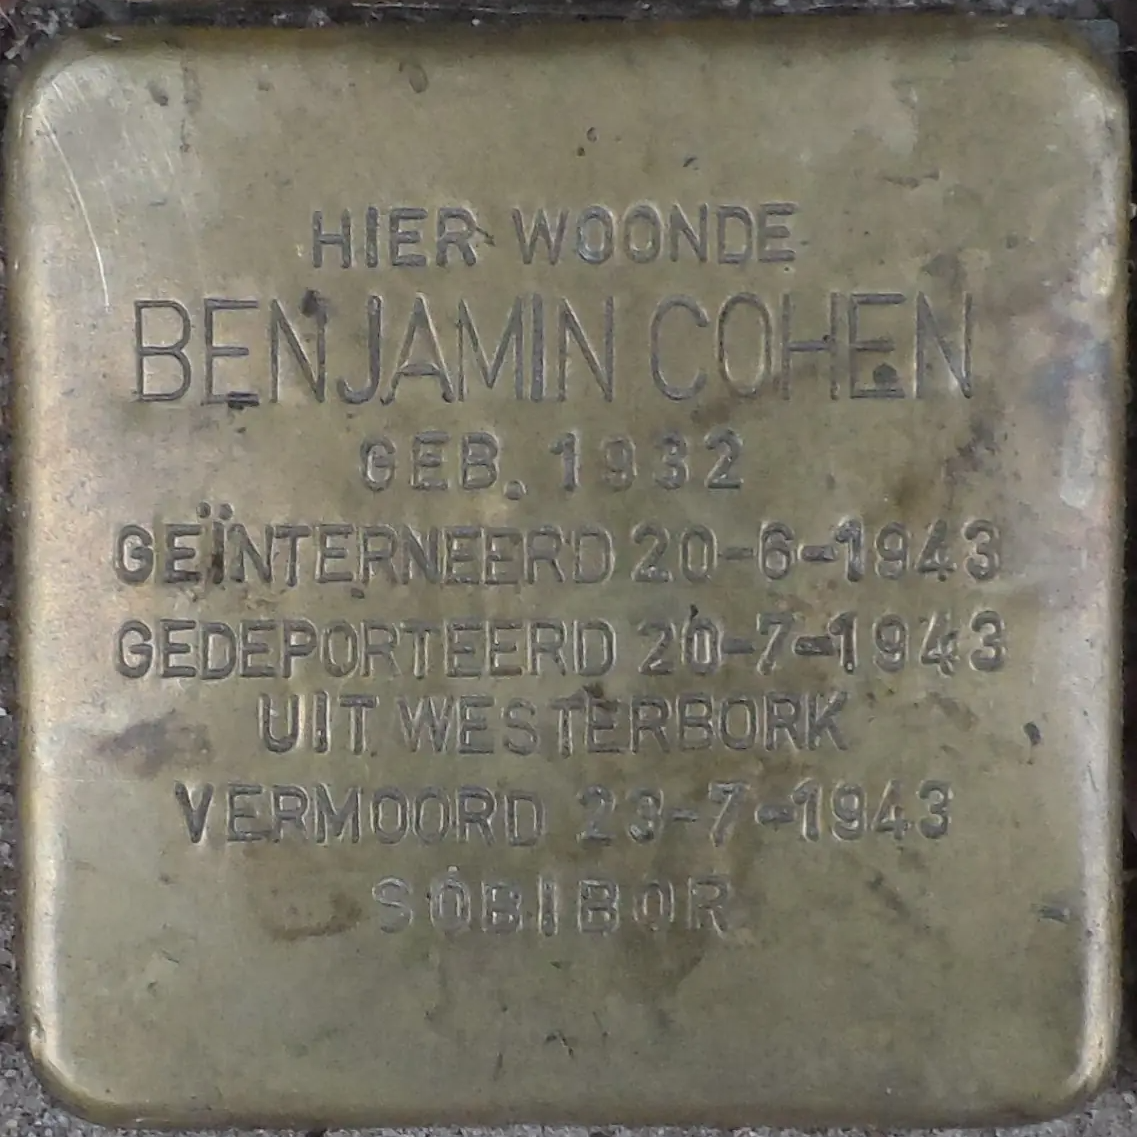 HIER WOONDE
BENJAMIN COHEN
GEB. 1932
GEÏNTERNEERD 20-6-1943
GEDEPORTEERD 20-7-1943
UIT WESTERBORK
VERMOORD 23-7-1943
SOBIBOR